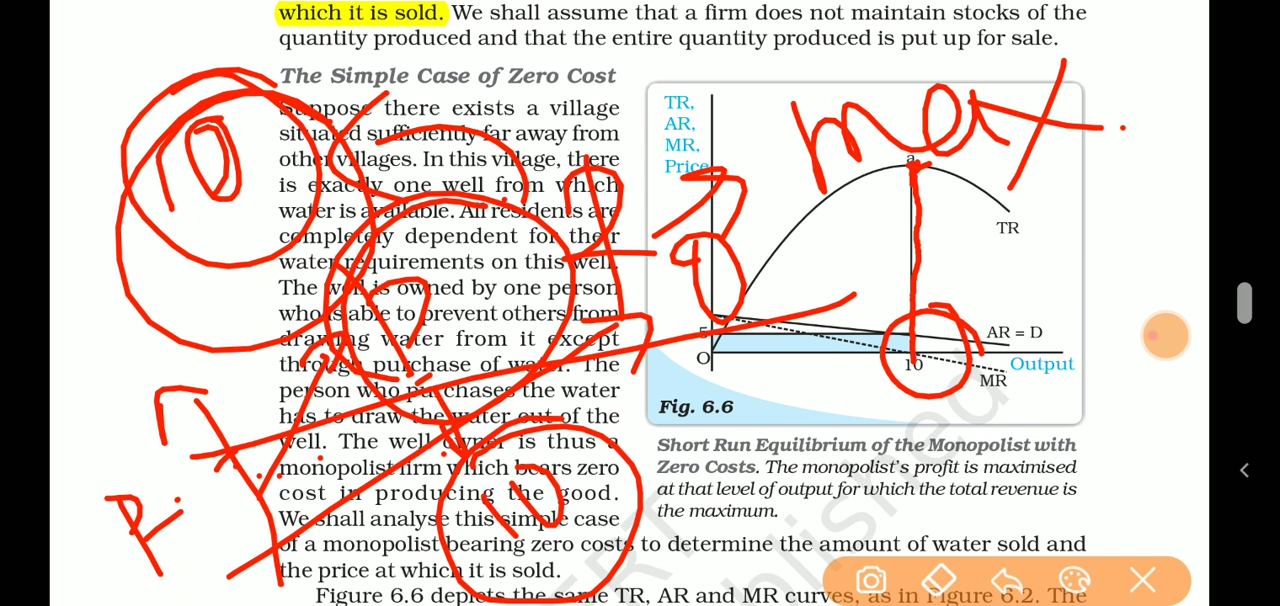 which it is sold. We shall assume that a firm does not maintain stocks of the
quantity produced and that the entire quantity produced is put up for sale.
The Simple Case of Zero Cost
Suppose there exists a village
situated sufficiently far away from
other villages. In this village, there
is exactly one well from which
water is available. All residents are
completely dependent for their
water requirements on this well.
The well is owned by one person
who is able to prevent others from
drawing water from it except
through purchase of water. The
person who purchases the water
has to draw the water out of the
well. The well owner is thus a
monopolist firm which bears zero
cost in producing the good.
We shall analyse this simple case
of a monopolist bearing zero costs to determine the amount of water sold and
the price at which it is sold.
Figure 6.6 depicts the same TR, AR and MR curves, as in Figure 6.2. The
TR,
AR,
MR,
Price
max
a
TR
5
AR = D
O
10
Output
MR
Fig. 6.6
Short Run Equilibrium of the Monopolist with
Zero Costs. The monopolist's profit is maximised
at that level of output for which the total revenue is
the maximum.
10